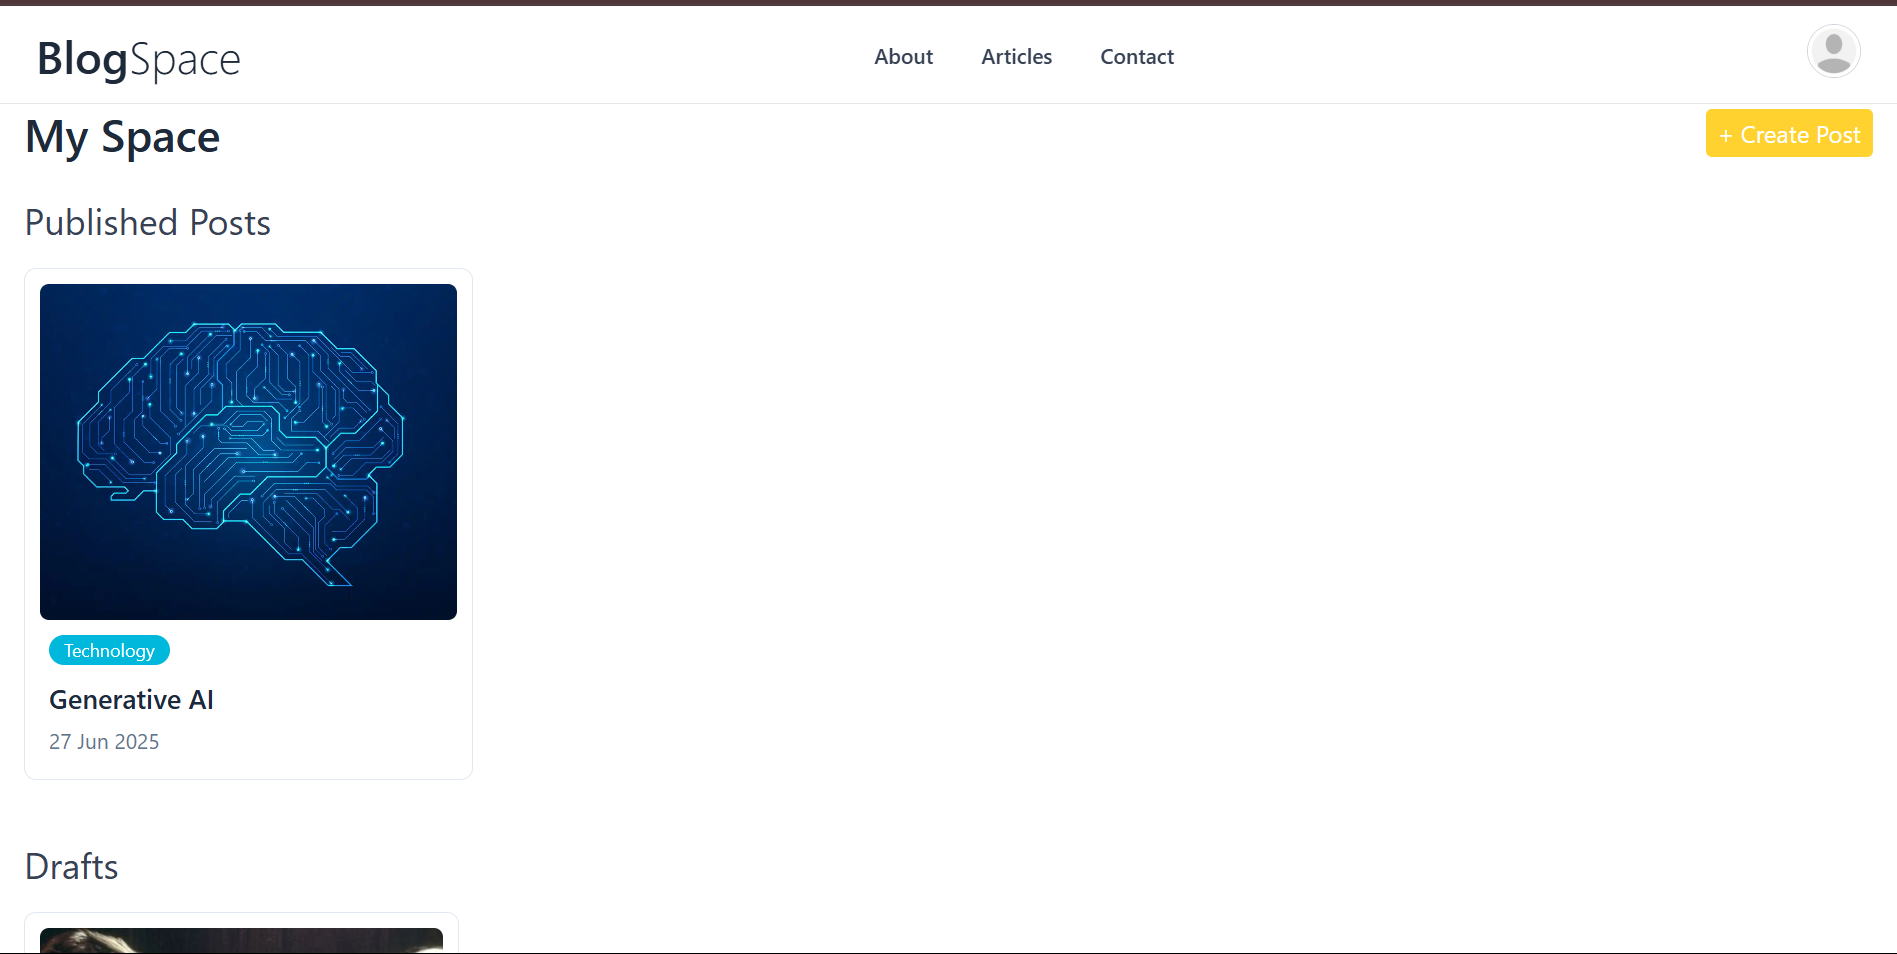 BlogSpace
About
Articles
Contact
My Space
+ Create Post
Published Posts
Technology
Generative AI
27 Jun 2025
Drafts